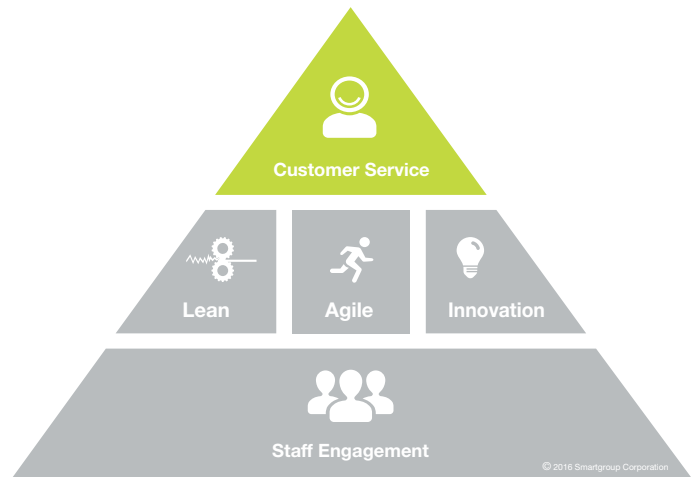 Customer Service
Lean
Agile
Innovation
Staff Engagement
© 2016 Smartgroup Corporation